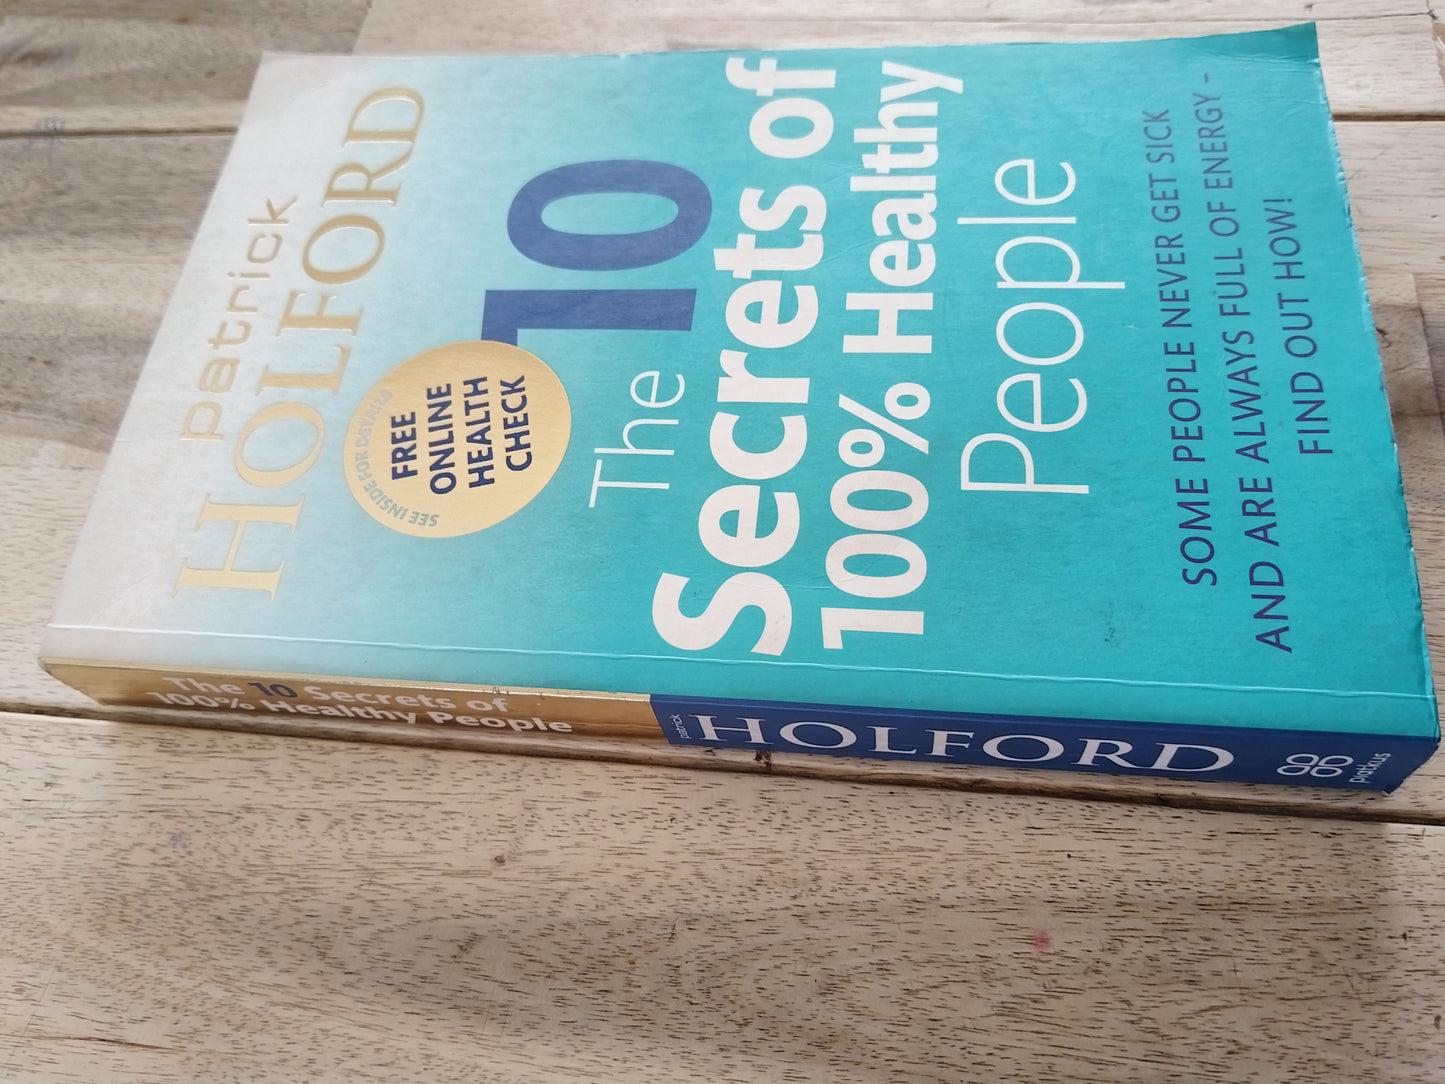 patrick
HOLFORD
SEE INSIDE FOR DETAILS
FREE
ONLINE
HEALTH
CHECK
The 10
Secrets of
100% Healthy
People
SOME PEOPLE NEVER GET SICK
AND ARE ALWAYS FULL OF ENERGY -
FIND OUT HOW!
The 10 Secrets of
100% Healthy People
patrick
HOLFORD
piatkus